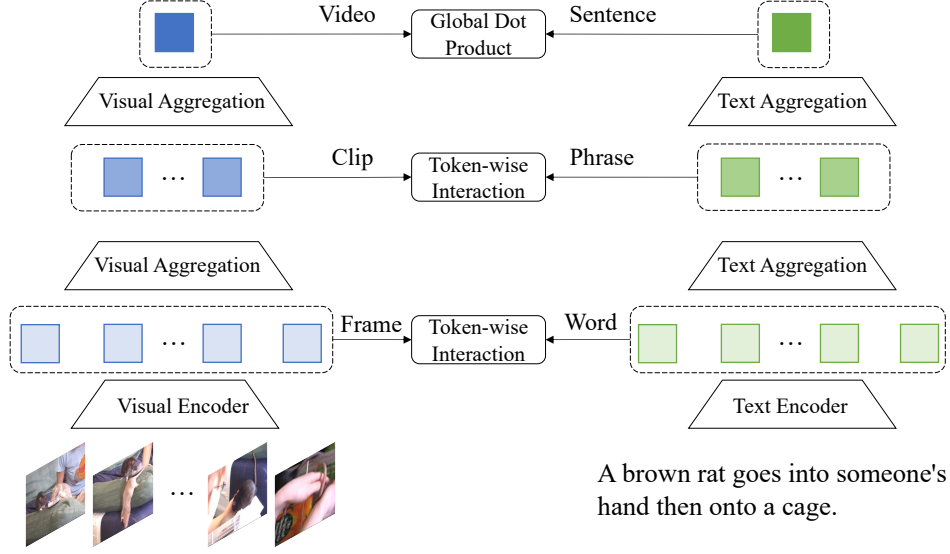 Video
Global Dot
Product
Sentence
Visual Aggregation
Text Aggregation
Clip
Token-wise
Interaction
Phrase
...
...
Visual Aggregation
Text Aggregation
Frame
Token-wise
Interaction
Word
...
...
Visual Encoder
Text Encoder
...
A brown rat goes into someone's
hand then onto a cage.